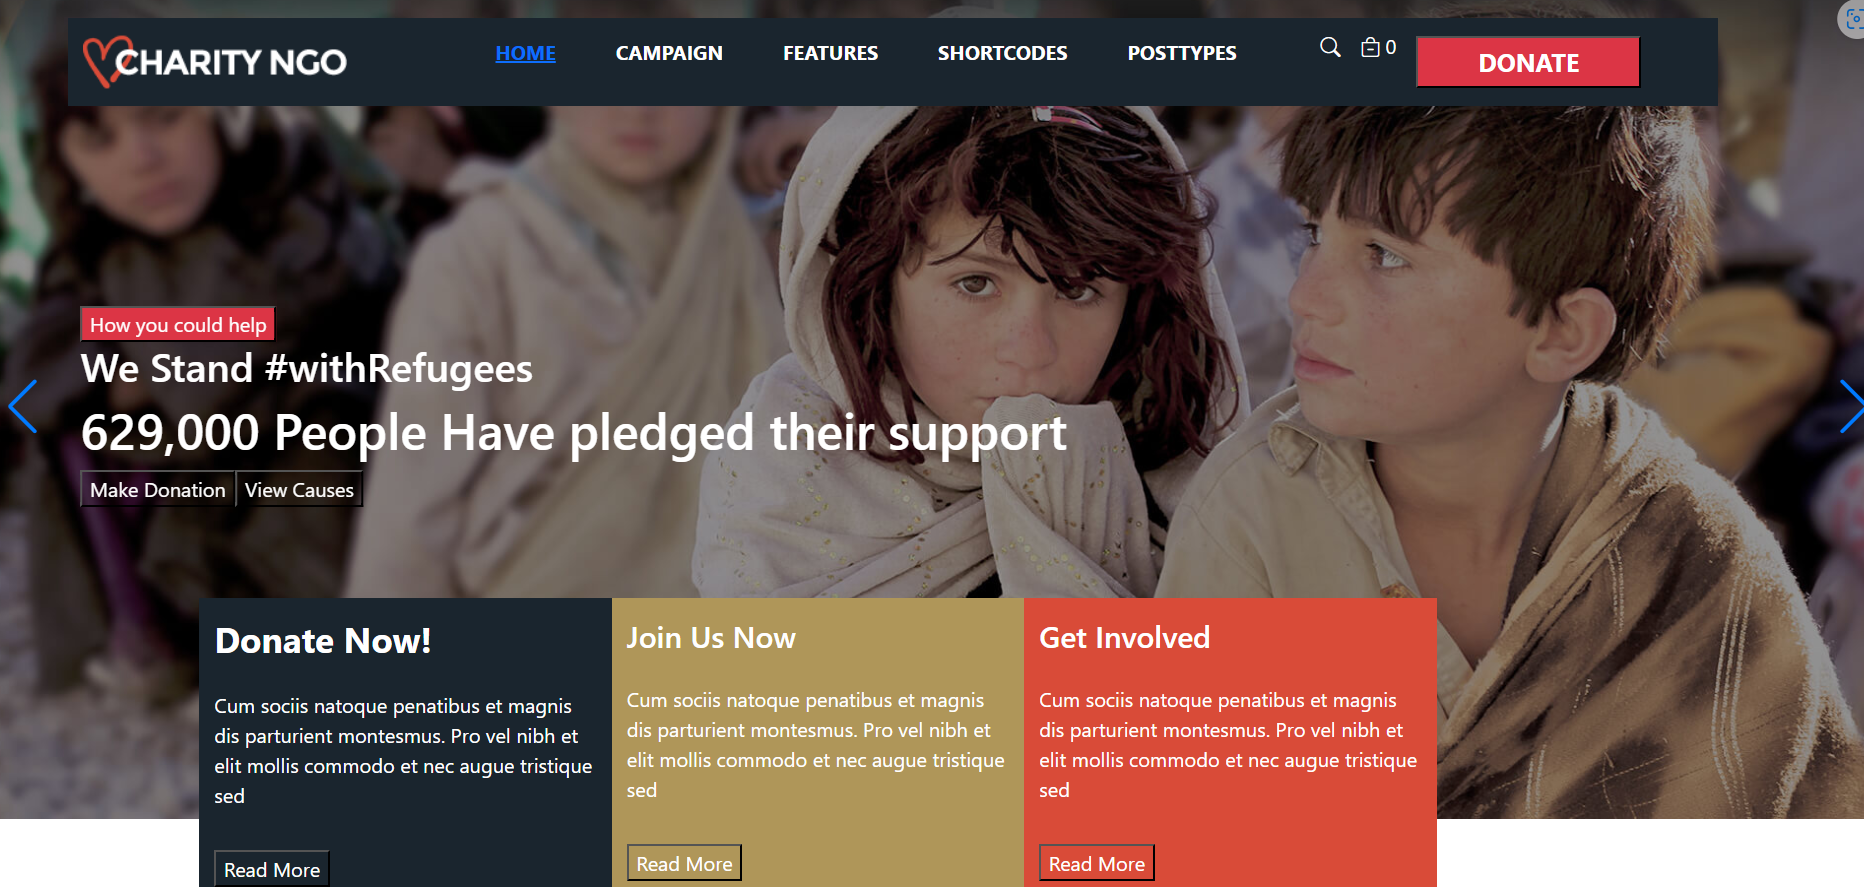 CHARITY NGO
HOME CAMPAIGN FEATURES SHORTCODES POSTTYPES 0 DONATE
How you could help
We Stand #withRefugees
629,000 People Have pledged their support
Make Donation View Causes
Donate Now!
Cum sociis natoque penatibus et magnis
dis parturient montesmus. Pro vel nibh et
elit mollis commodo et nec augue tristique
sed
Read More
Join Us Now
Cum sociis natoque penatibus et magnis
dis parturient montesmus. Pro vel nibh et
elit mollis commodo et nec augue tristique
sed
Read More
Get Involved
Cum sociis natoque penatibus et magnis
dis parturient montesmus. Pro vel nibh et
elit mollis commodo et nec augue tristique
sed
Read More